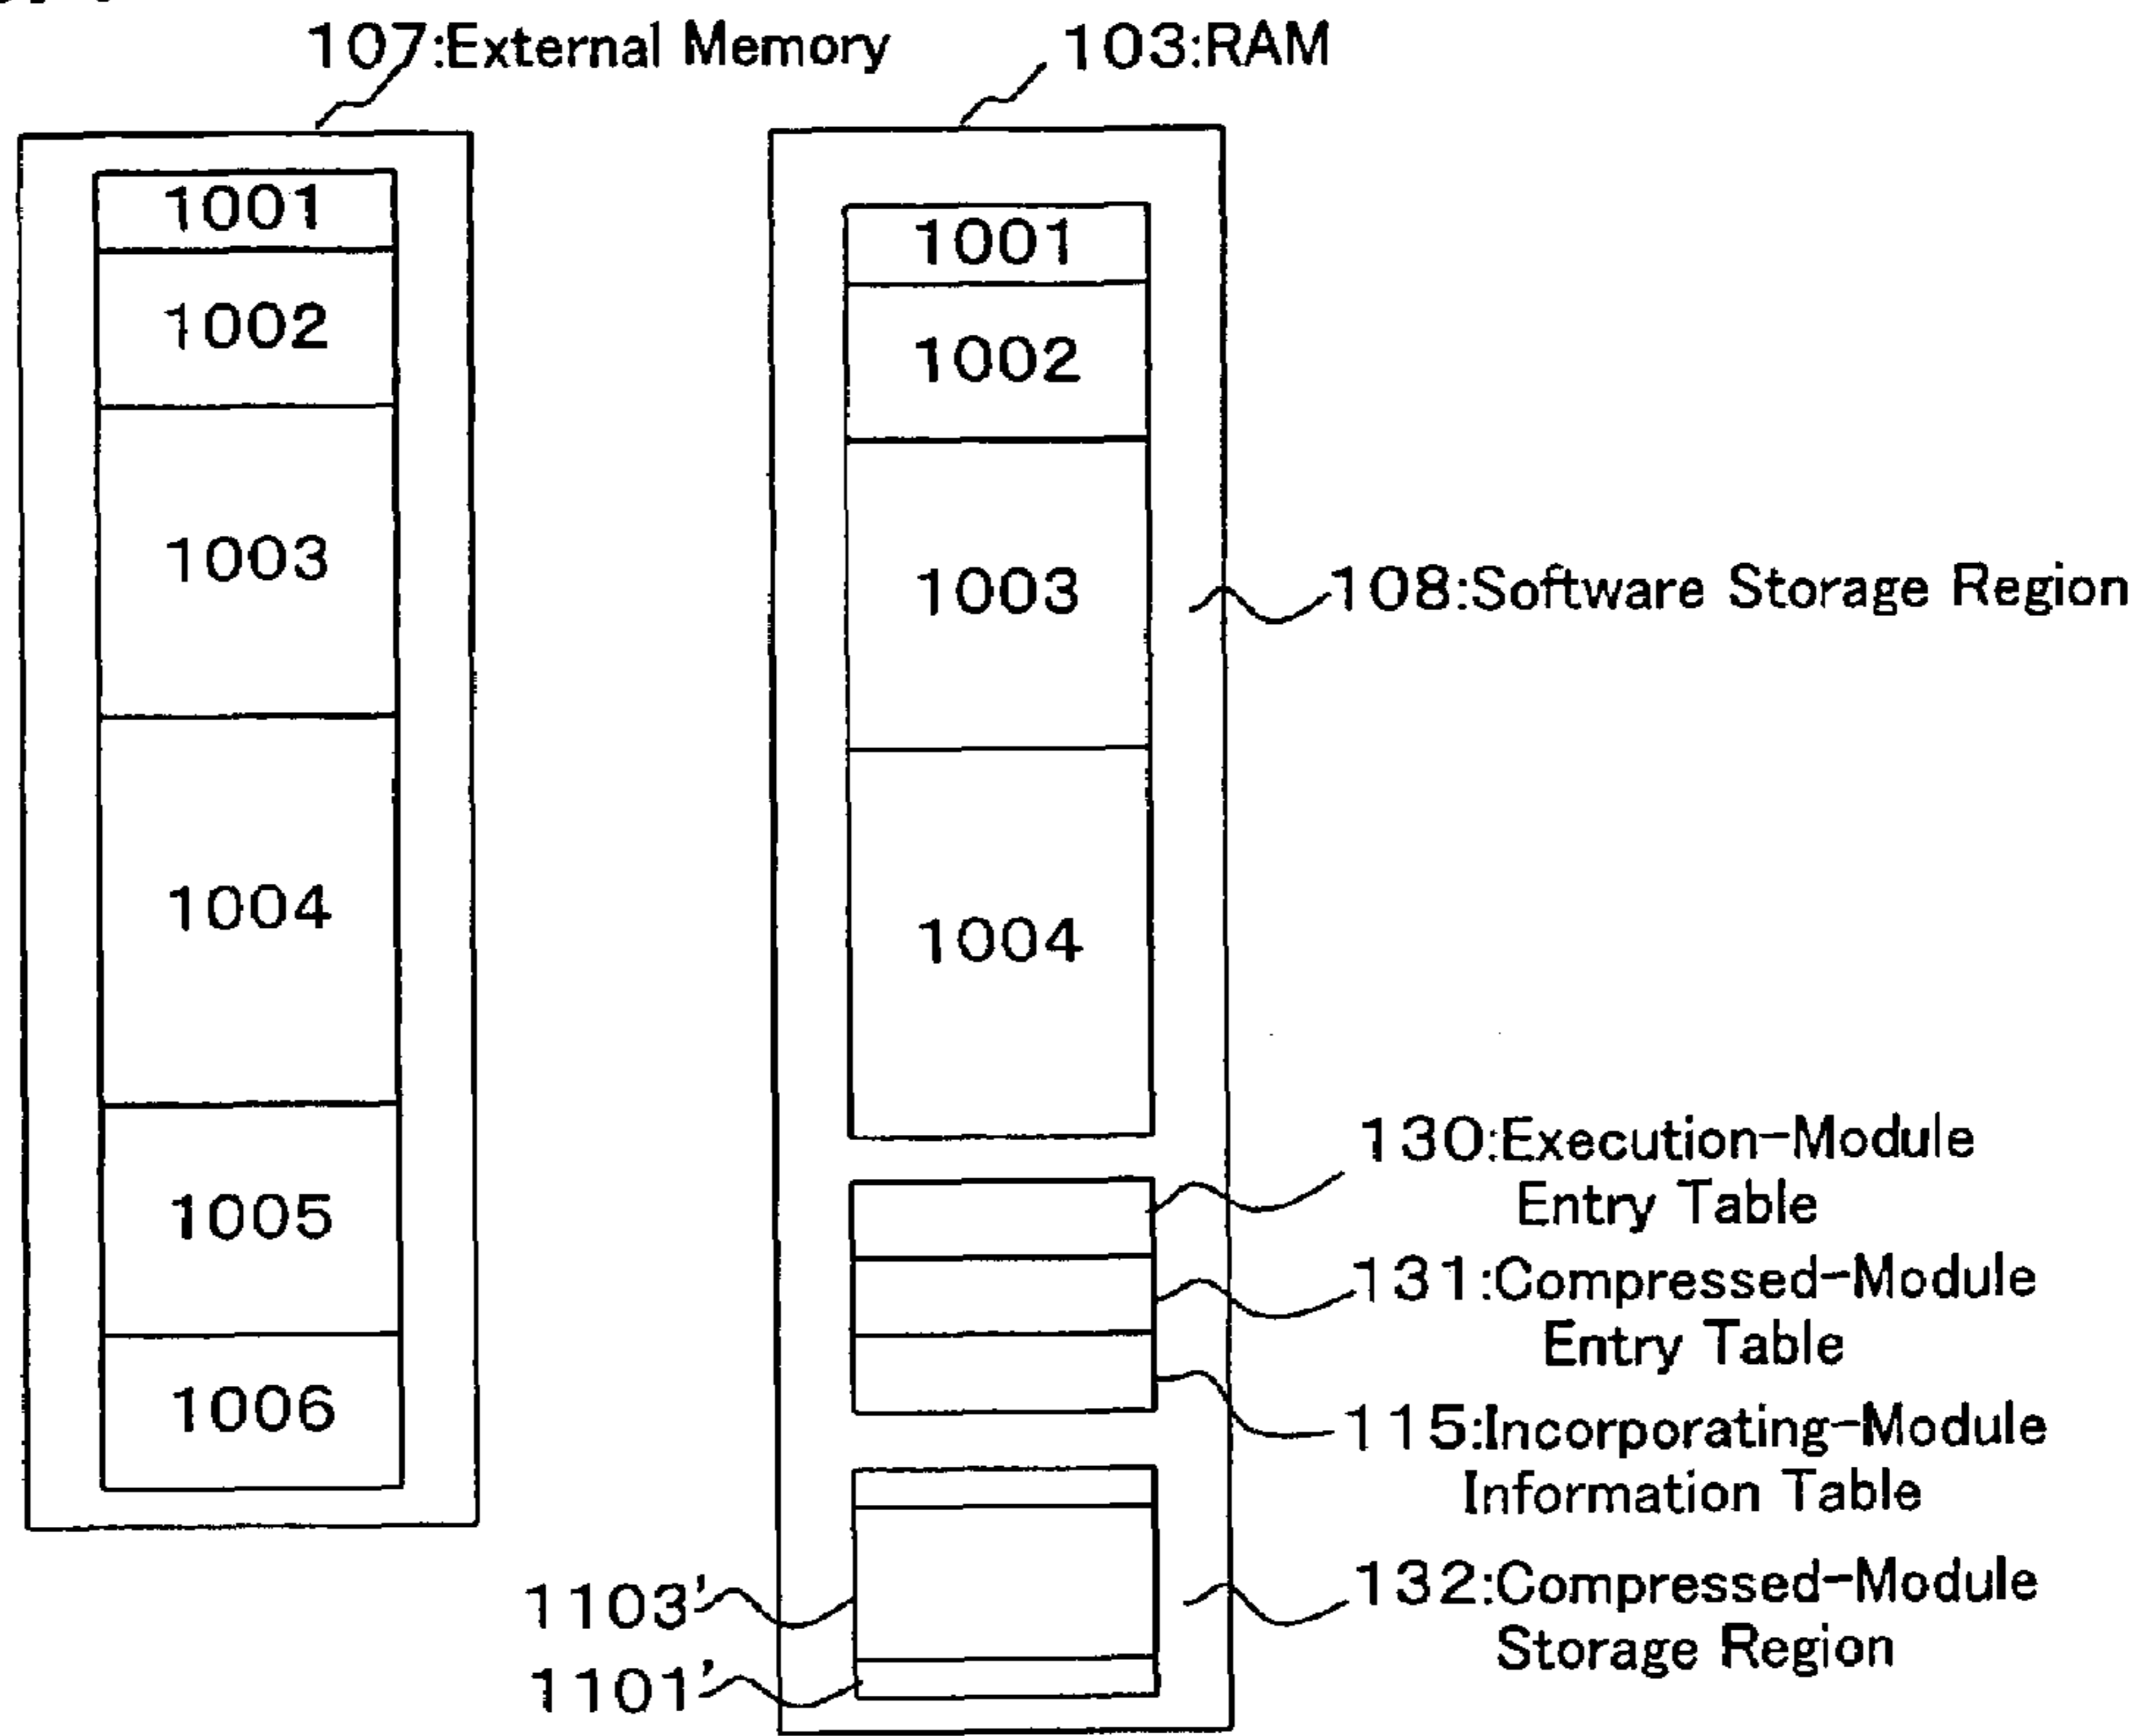 107:External Memory
103:RAM
1001
1002
1003
1004
1005
1006
1001
1002
1003
1004
108:Software Storage Region
130:Execution-Module
Entry Table
131:Compressed-Module
Entry Table
115:Incorporating-Module
Information Table
132:Compressed-Module
Storage Region
1103'
1101'